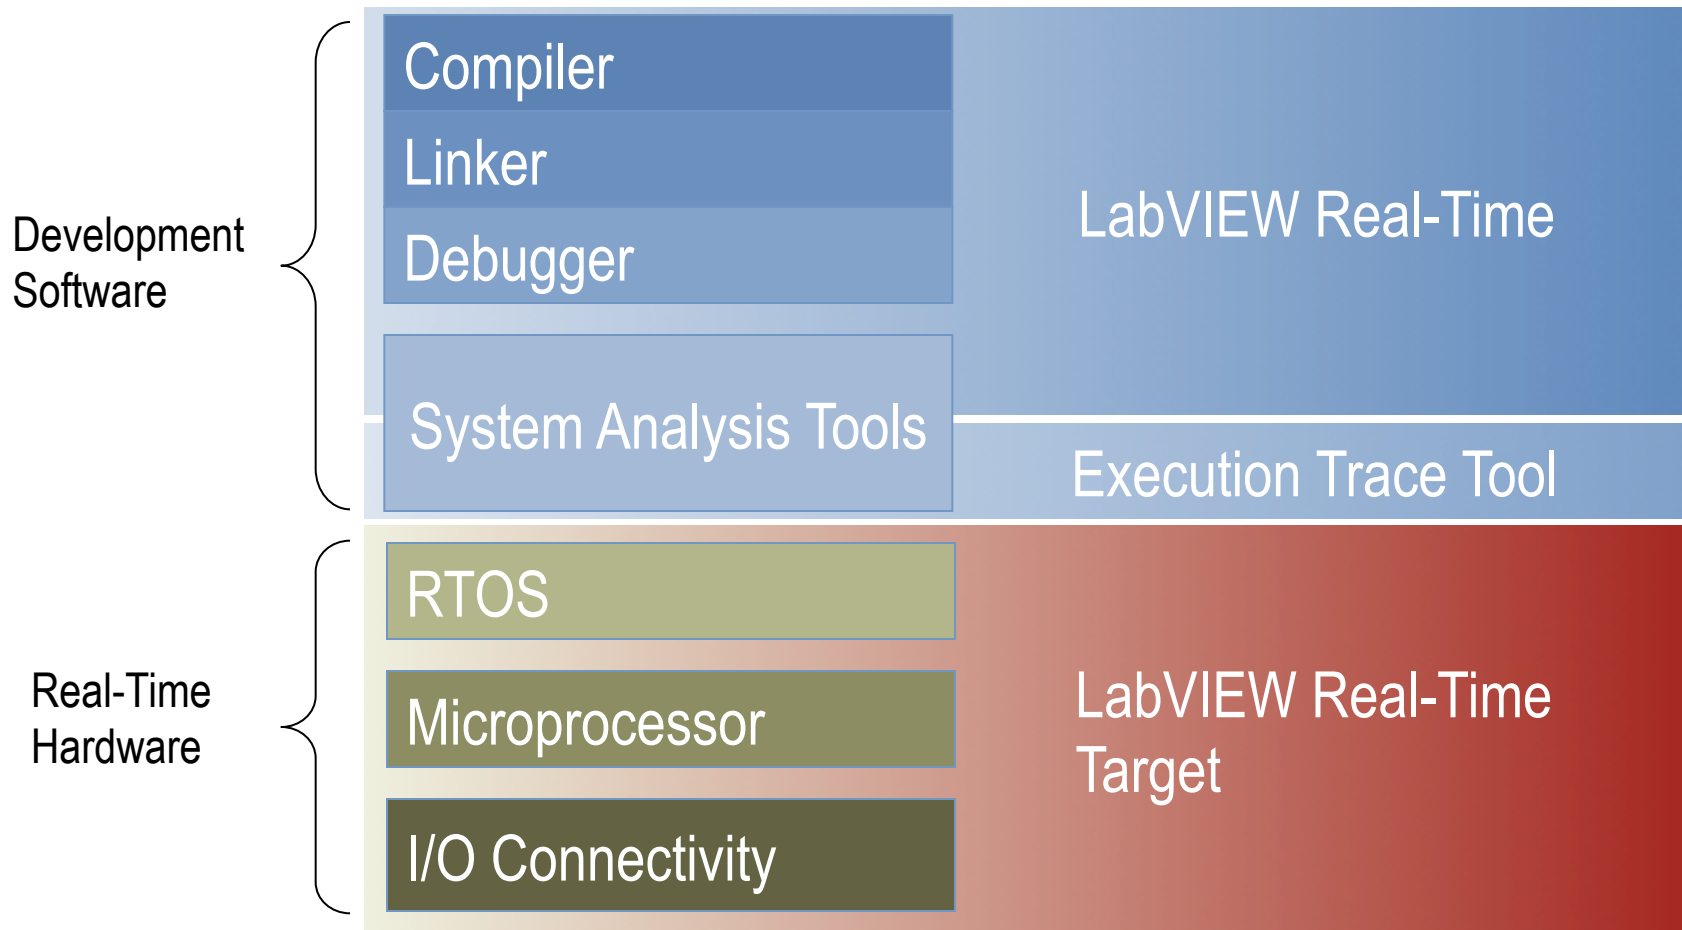 Development
Software
Compiler
Linker
Debugger
System Analysis Tools
LabVIEW Real-Time
Execution Trace Tool
Real-Time
Hardware
RTOS
Microprocessor
I/O Connectivity
LabVIEW Real-Time
Target